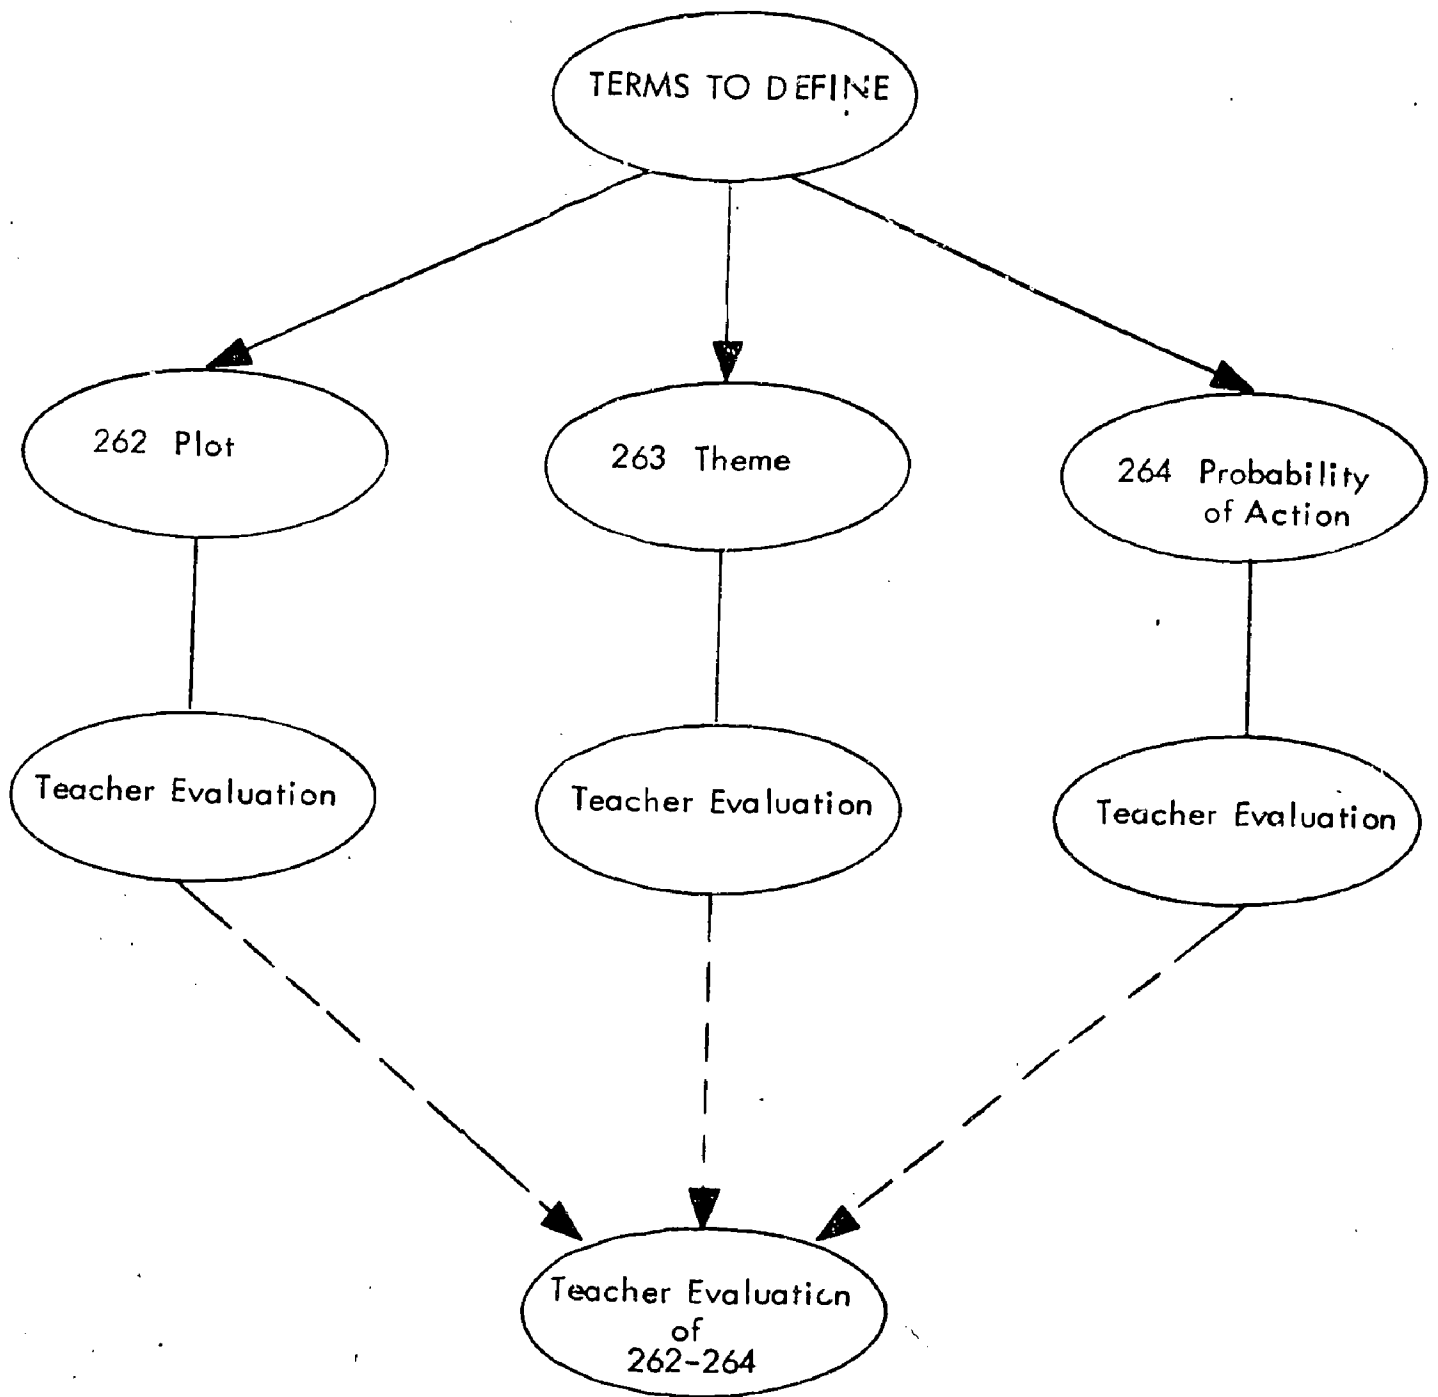 TERMS TO DEFINE
262 Plot
263 Theme
264 Probability
of Action
Teacher Evaluation
Teacher Evaluation
Teacher Evaluation
Teacher Evaluation
of
262-264